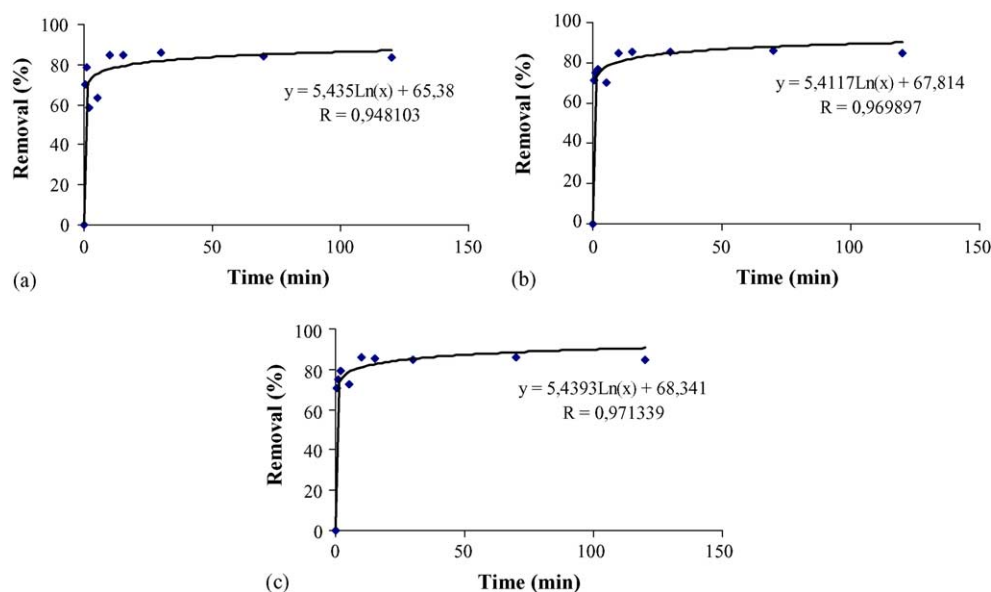 100
80
60
40
20
0
Removal (%)
y = 5,435Ln(x) + 65,38
R = 0,948103
0 50 100 150
Time (min)
(a)
100
80
60
40
20
0
Removal (%)
y = 5,4117Ln(x) + 67,814
R = 0,969897
0 50 100 150
Time (min)
(b)
100
80
60
40
20
0
Removal (%)
y = 5,4393Ln(x) + 68,341
R = 0,971339
0 50 100 150
Time (min)
(c)